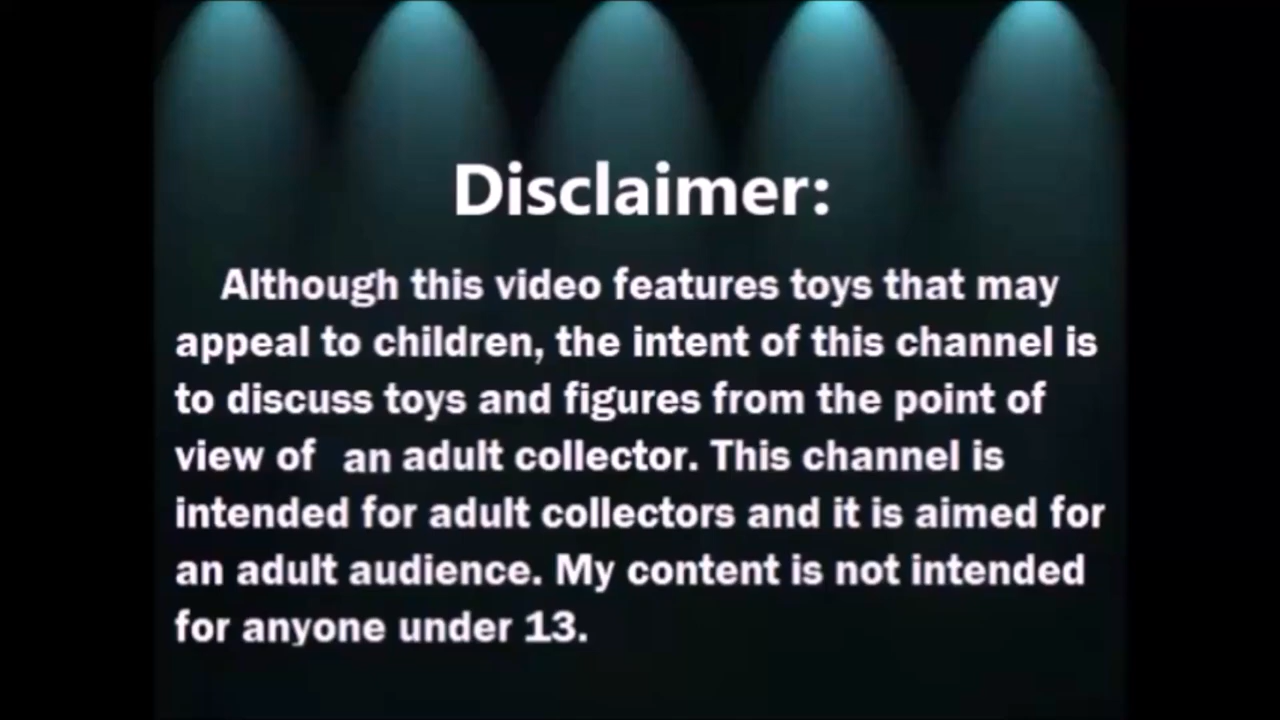 Disclaimer:
Although this video features toys that may
appeal to children, the intent of this channel is
to discuss toys and figures from the point of
view of an adult collector. This channel is
intended for adult collectors and it is aimed for
an adult audience. My content is not intended
for anyone under 13.